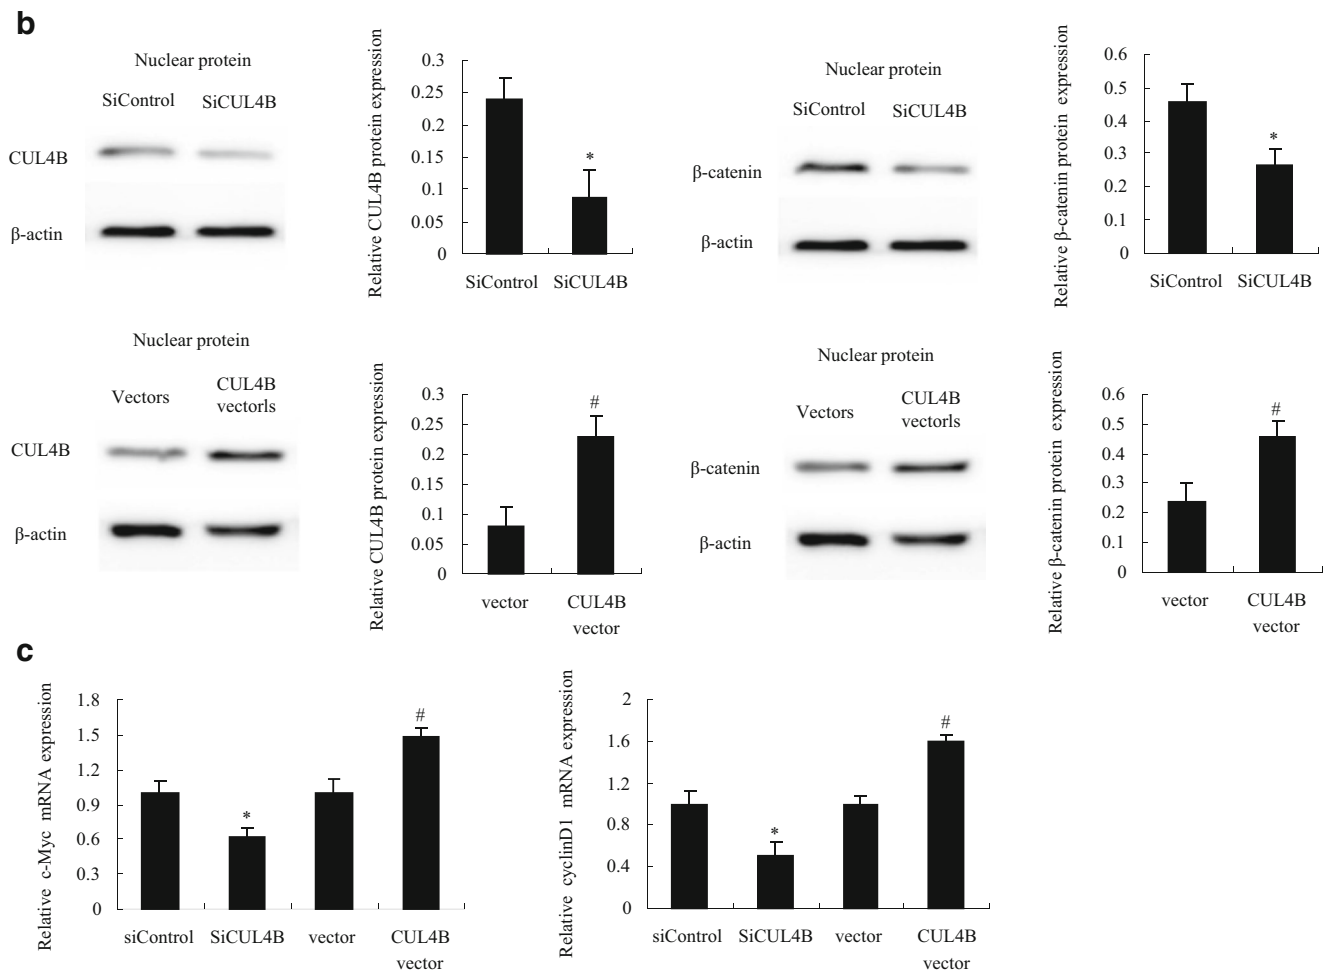 b
Nuclear protein
SiControl SiCUL4B
CUL4B
β-actin
Relative CUL4B protein expression
0.3
0.25
0.2
0.15
0.1
0.05
0
*
SiControl SiCUL4B
Nuclear protein
SiControl SiCUL4B
β-catenin
β-actin
Relative β-catenin protein expression
0.6
0.5
0.4
0.3
0.2
0.1
0
*
SiControl SiCUL4B
Nuclear protein
Vectors CUL4B
vectorls
CUL4B
β-actin
Relative CUL4B protein expression
0.3
0.25
0.2
0.15
0.1
0.05
0
#
vector CUL4B
vector
Nuclear protein
Vectors CUL4B
vectorls
β-catenin
β-actin
Relative β-catenin protein expression
0.6
0.5
0.4
0.3
0.2
0.1
0
#
vector CUL4B
vector
c
Relative c-Myc mRNA expression
1.8
1.5
1.2
0.9
0.6
0.3
0
*
#
siControl SiCUL4B vector CUL4B
vector
Relative cyclinD1 mRNA expression
2
1.6
1.2
0.8
0.4
0
*
#
siControl SiCUL4B vector CUL4B
vector